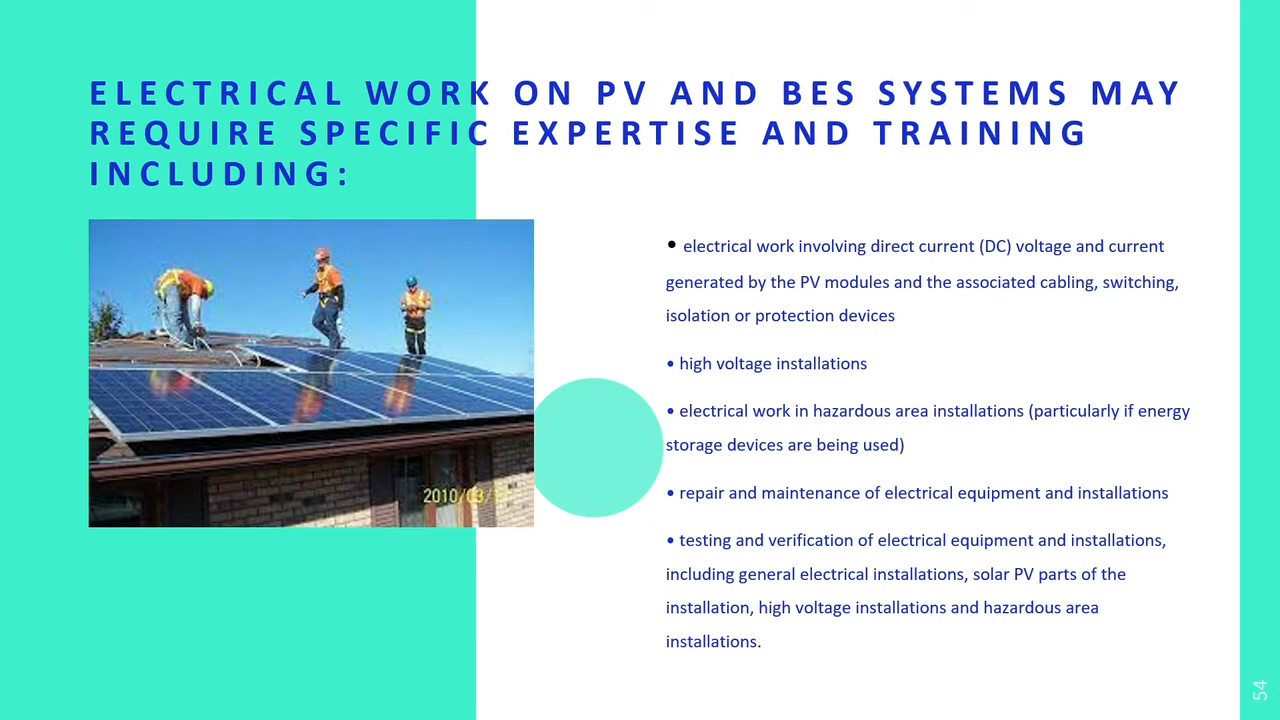 ELECTRICAL WORK ON PV AND BES SYSTEMS MAY
REQUIRE SPECIFIC EXPERTISE AND TRAINING
INCLUDING:
• electrical work involving direct current (DC) voltage and current
generated by the PV modules and the associated cabling, switching,
isolation or protection devices
• high voltage installations
• electrical work in hazardous area installations (particularly if energy
storage devices are being used)
• repair and maintenance of electrical equipment and installations
• testing and verification of electrical equipment and installations,
including general electrical installations, solar PV parts of the
installation, high voltage installations and hazardous area
installations.
54